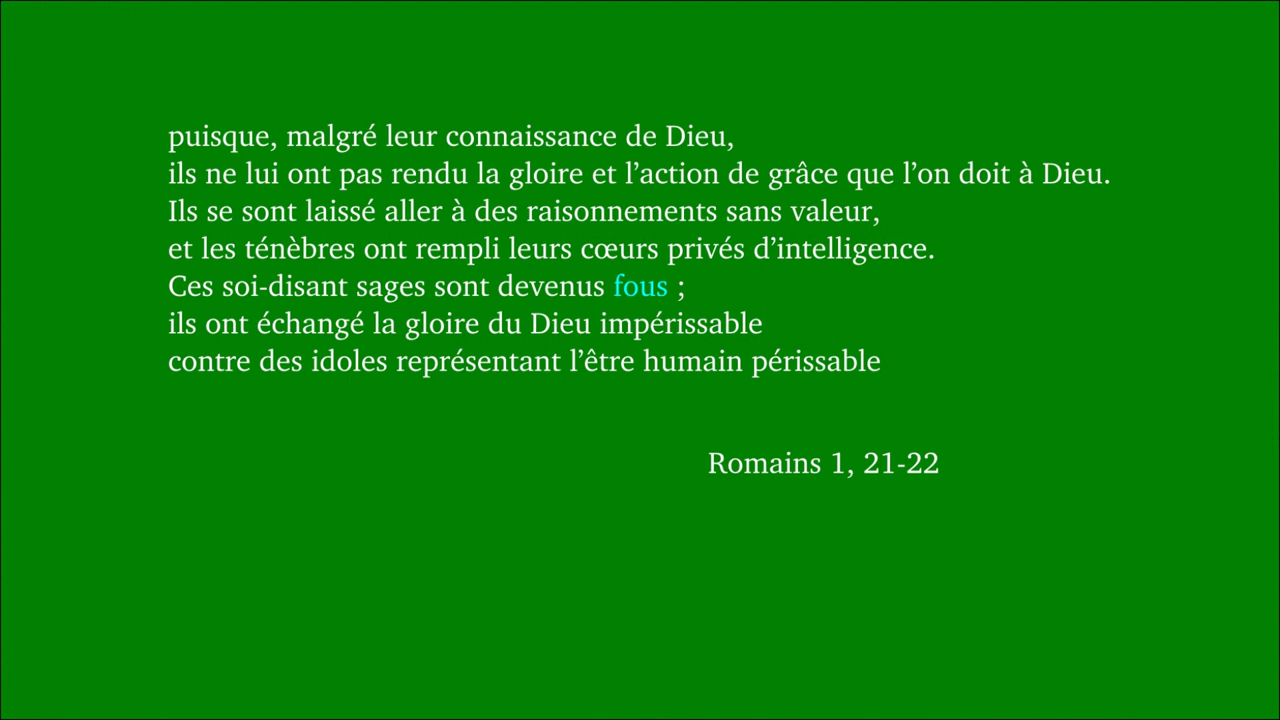 puisque, malgré leur connaissance de Dieu,
ils ne lui ont pas rendu la gloire et l’action de grâce que l’on doit à Dieu.
Ils se sont laissé aller à des raisonnements sans valeur,
et les ténèbres ont rempli leurs cœurs privés d’intelligence.
Ces soi-disant sages sont devenus fous ;
ils ont échangé la gloire du Dieu impérissable
contre des idoles représentant l’être humain périssable
Romains 1, 21-22